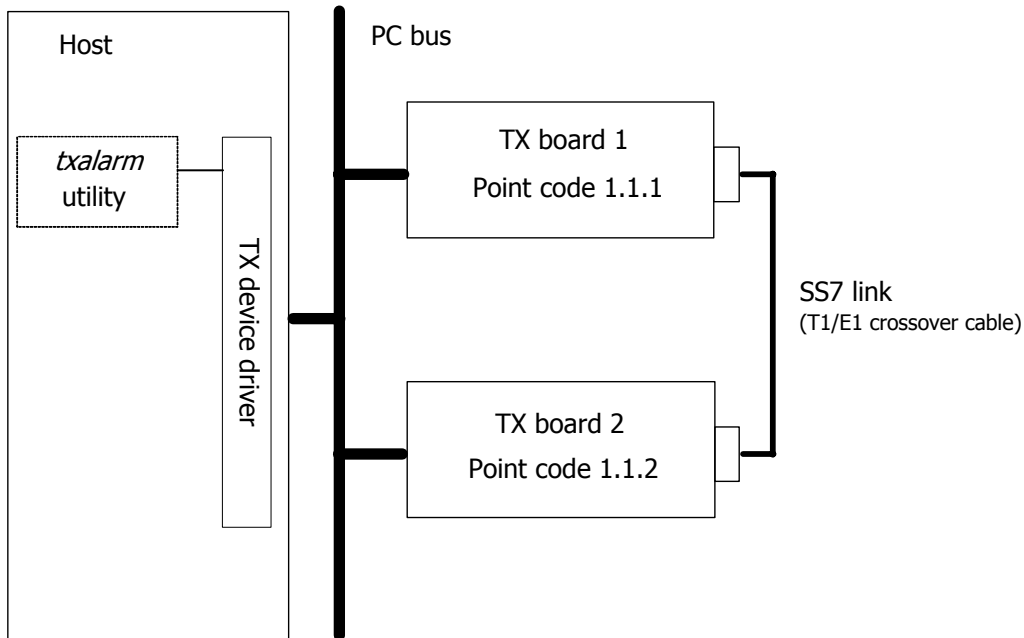 Host
PC bus
txalarm
utility
TX device driver
TX board 1
Point code 1.1.1
SS7 link
(T1/E1 crossover cable)
TX board 2
Point code 1.1.2